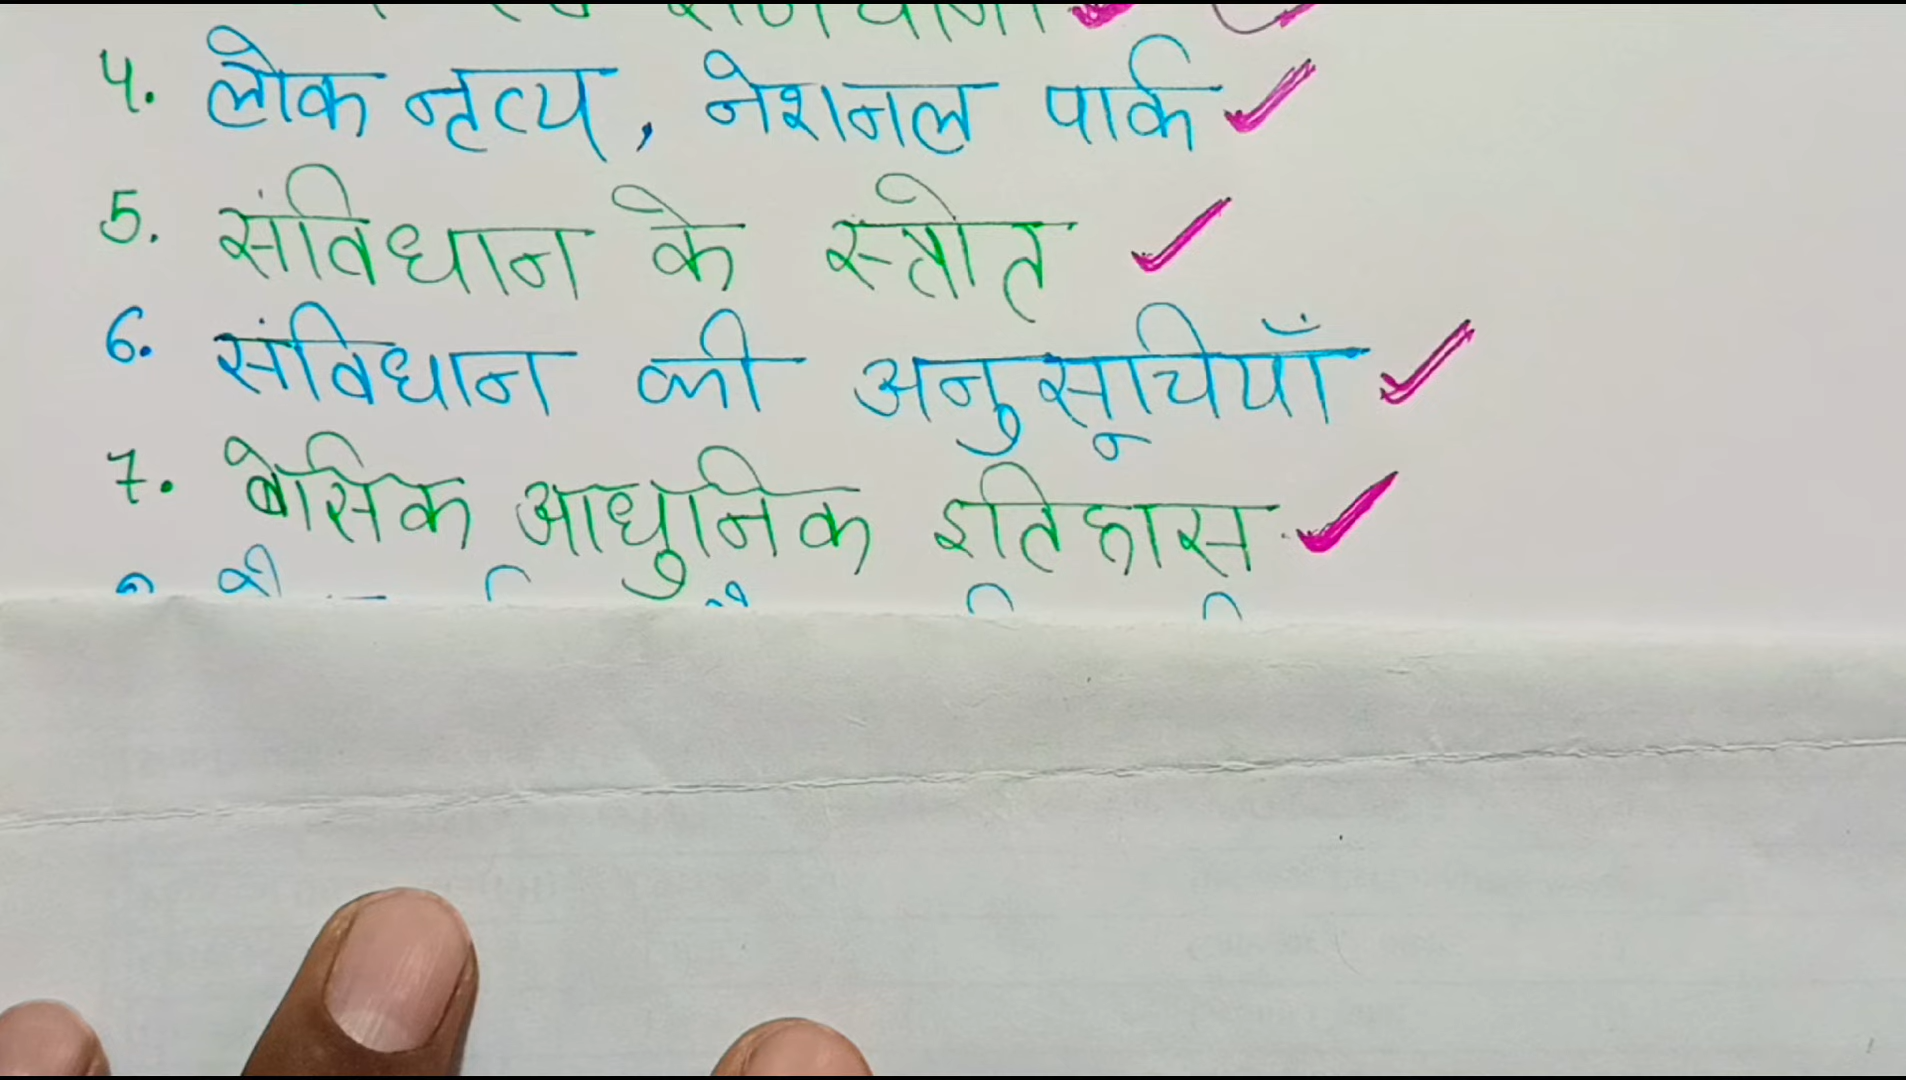 4. लोक नृत्य, नेशनल पार्क
5. संविधान के स्त्रोत
6. संविधान की अनुसूचियाँ
7. बेसिक आधुनिक इतिहास